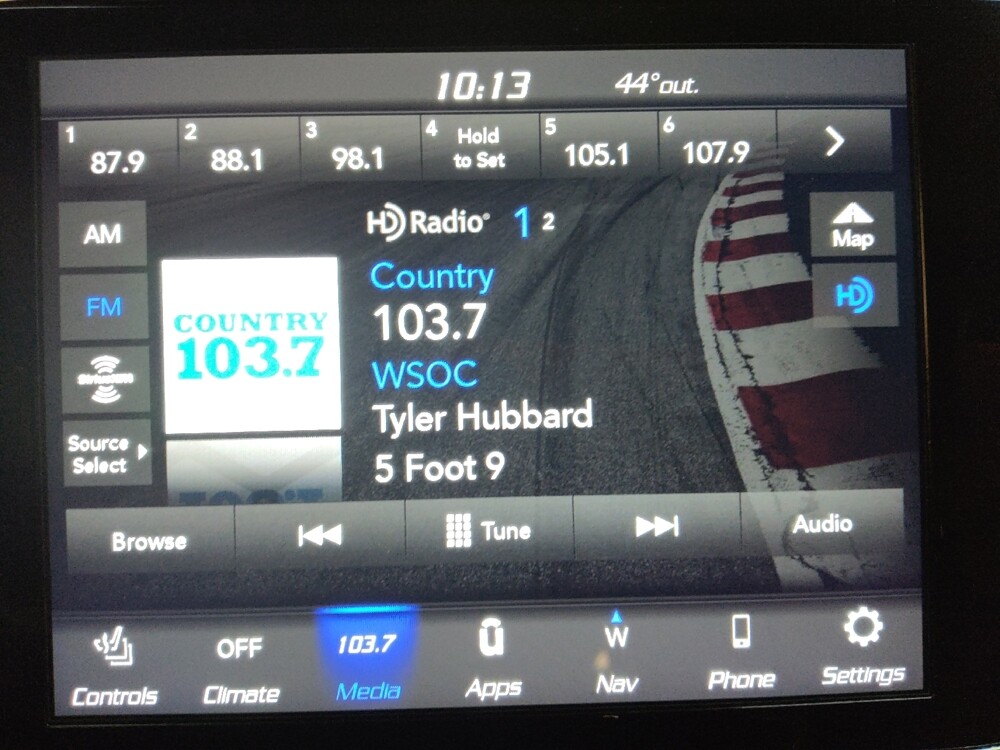 10:13 44°out.
1 2 3 4 Hold 5 6
87.9 88.1 98.1 to Set 105.1 107.9
AM
HD Radio® 1 2
Map
FM
Country
HD
COUNTRY
103.7
103.7
SiriusXM
WSOC
Tyler Hubbard
Source
Select
5 Foot 9
Browse Tune Audio
OFF 103.7 W
Controls Climate Media Apps Nav Phone Settings